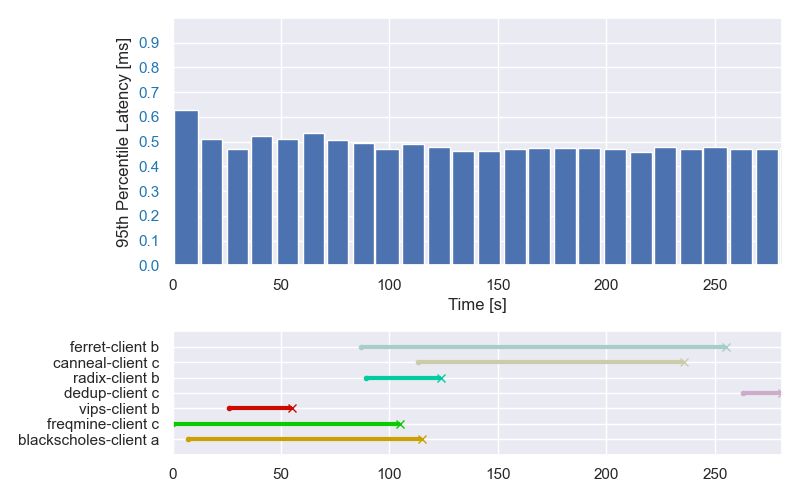 95th Percentile Latency [ms]
0.9
0.8
0.7
0.6
0.5
0.4
0.3
0.2
0.1
0.0
0 50 100 150 200 250
Time [s]
ferret-client b
canneal-client c
radix-client b
dedup-client c
vips-client b
freqmine-client c
blackscholes-client a
0 50 100 150 200 250